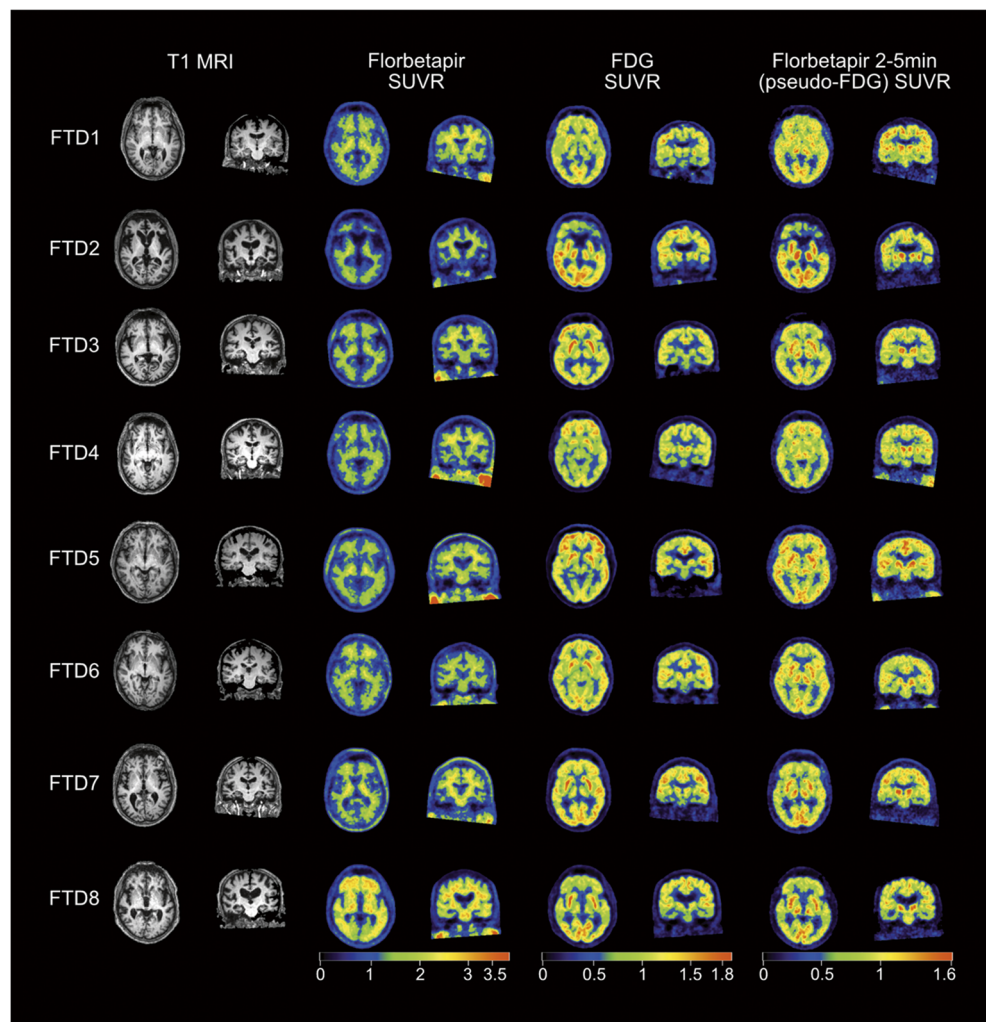 T1 MRI
Florbetapir
SUVR
FDG
SUVR
Florbetapir 2-5min
(pseudo-FDG) SUVR
FTD1
FTD2
FTD3
FTD4
FTD5
FTD6
FTD7
FTD8
0 1 2 3 3.5
0 0.5 1 1.5 1.8
0 0.5 1 1.6